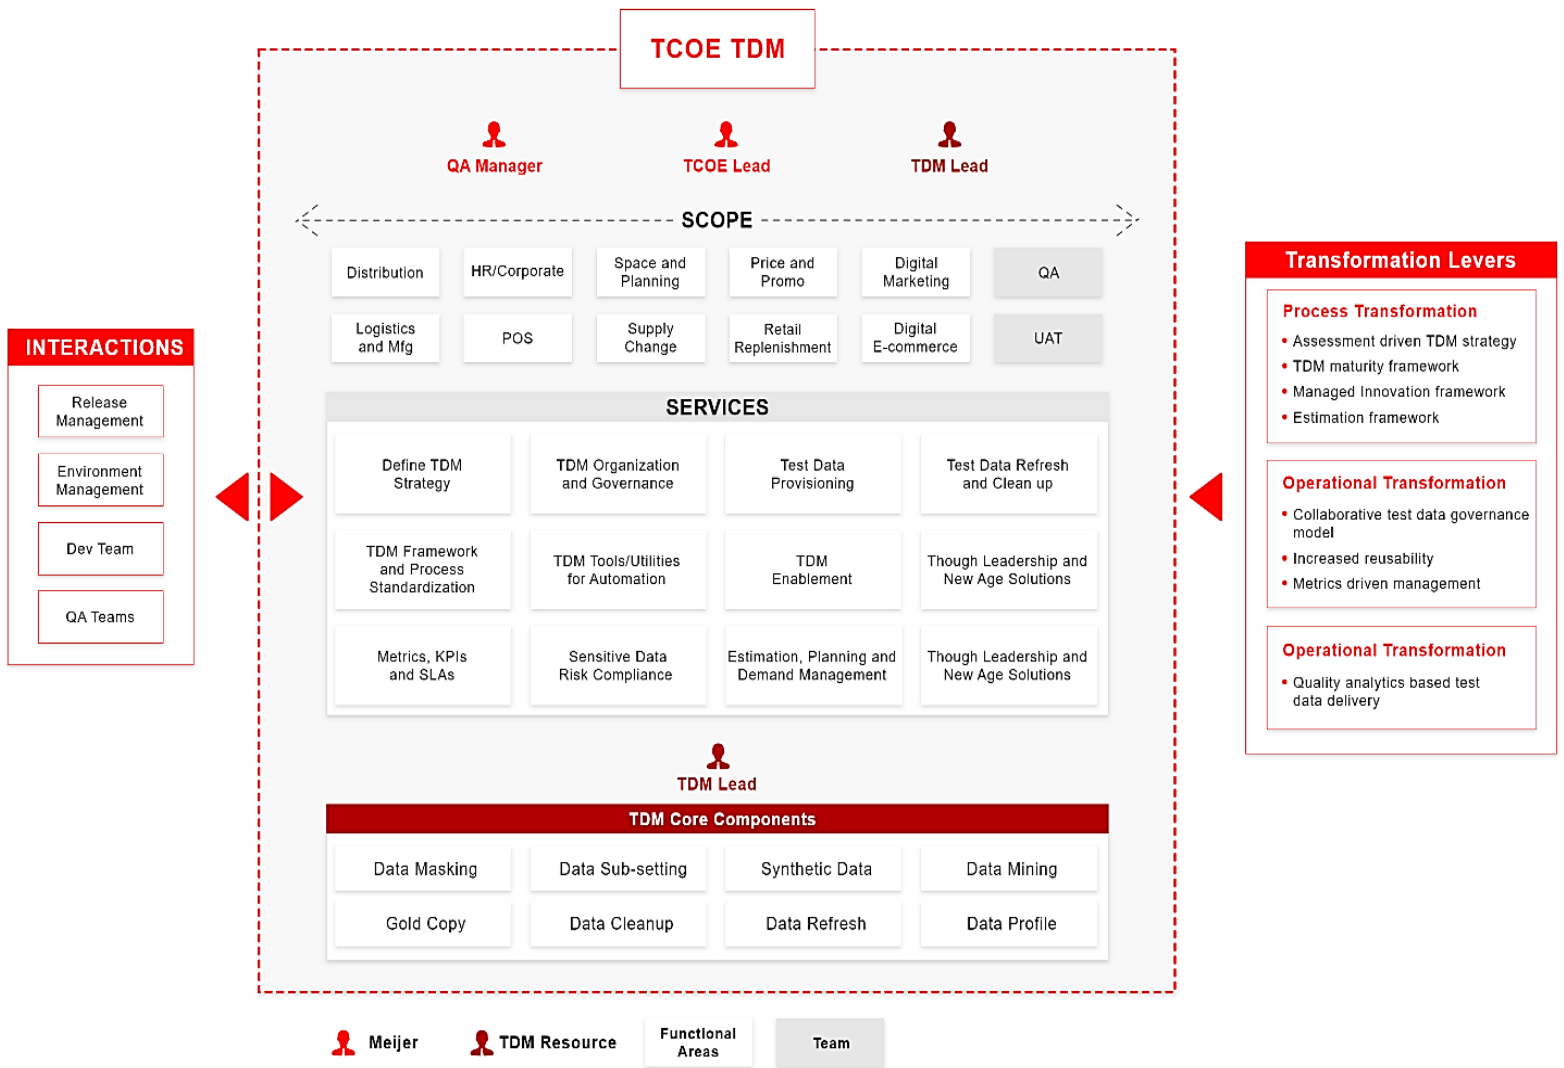 TCOE TDM
QA Manager
TCOE Lead
TDM Lead
SCOPE
Distribution
HR/Corporate
Space and
Planning
Price and
Promo
Digital
Marketing
QA
Logistics
and Mfg
POS
Supply
Change
Retail
Replenishment
Digital
E-commerce
UAT
INTERACTIONS
Release
Management
Environment
Management
Dev Team
QA Teams
SERVICES
Define TDM
Strategy
TDM Organization
and Governance
Test Data
Provisioning
Test Data Refresh
and Clean up
TDM Framework
and Process
Standardization
TDM Tools/Utilities
for Automation
TDM
Enablement
Though Leadership and
New Age Solutions
Metrics, KPIs
and SLAs
Sensitive Data
Risk Compliance
Estimation, Planning and
Demand Management
Though Leadership and
New Age Solutions
TDM Lead
TDM Core Components
Data Masking
Data Sub-setting
Synthetic Data
Data Mining
Gold Copy
Data Cleanup
Data Refresh
Data Profile
Transformation Levers
Process Transformation
• Assessment driven TDM strategy
• TDM maturity framework
• Managed Innovation framework
• Estimation framework
Operational Transformation
• Collaborative test data governance
model
• Increased reusability
• Metrics driven management
Operational Transformation
• Quality analytics based test
data delivery
Meijer
TDM Resource
Functional
Areas
Team